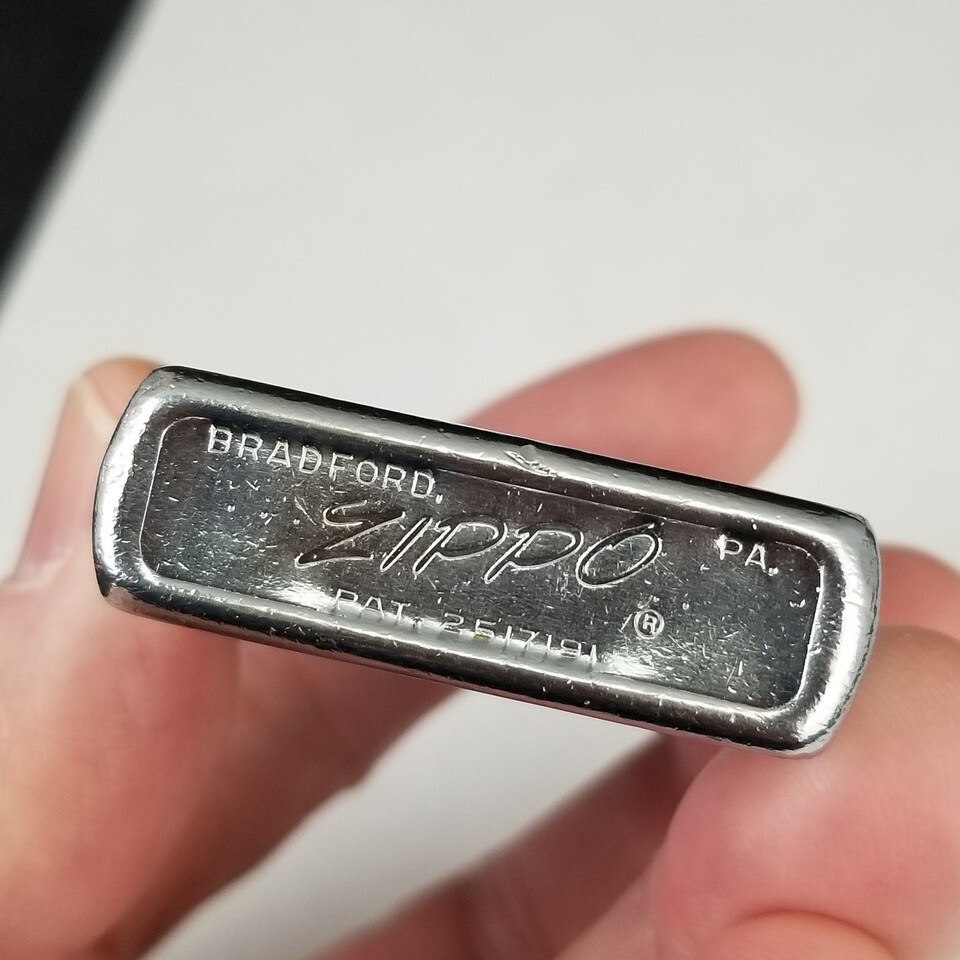 BRADFORD. PA.
ZIPPO
PAT. 2517191 ®